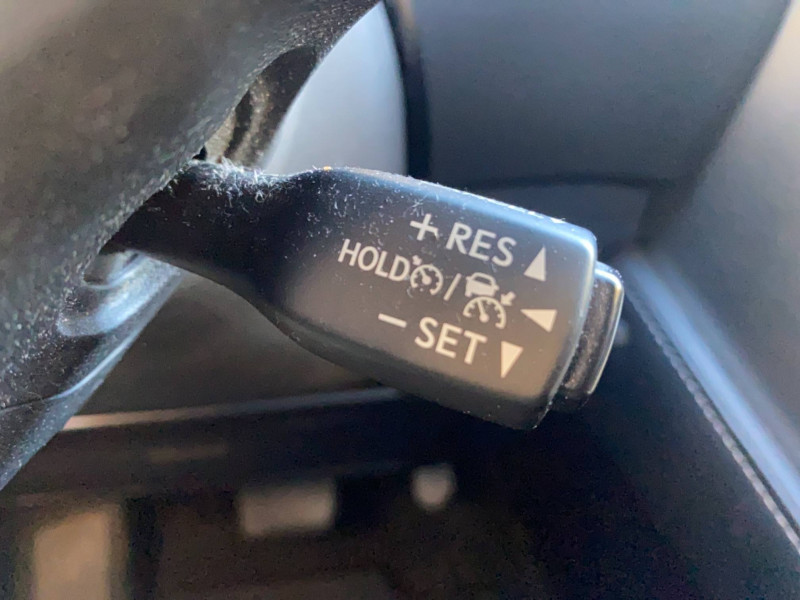 + RES
HOLD /
− SET